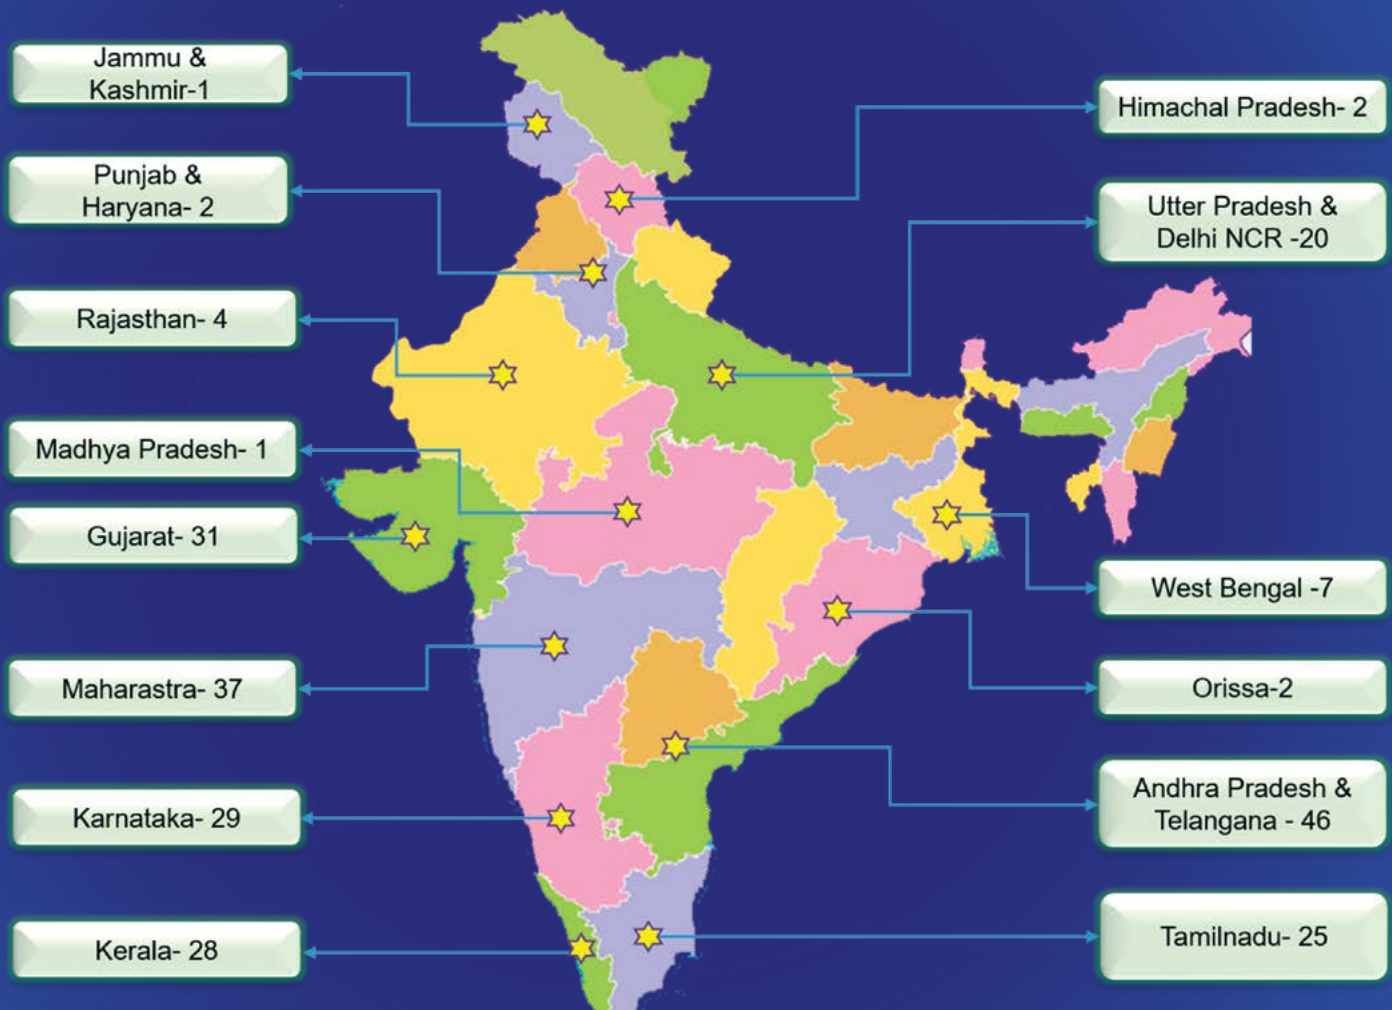 Jammu &
Kashmir-1
Punjab &
Haryana- 2
Rajasthan- 4
Madhya Pradesh- 1
Gujarat- 31
Maharastra- 37
Karnataka- 29
Kerala- 28
Himachal Pradesh- 2
Utter Pradesh &
Delhi NCR -20
West Bengal -7
Orissa-2
Andhra Pradesh &
Telangana - 46
Tamilnadu- 25